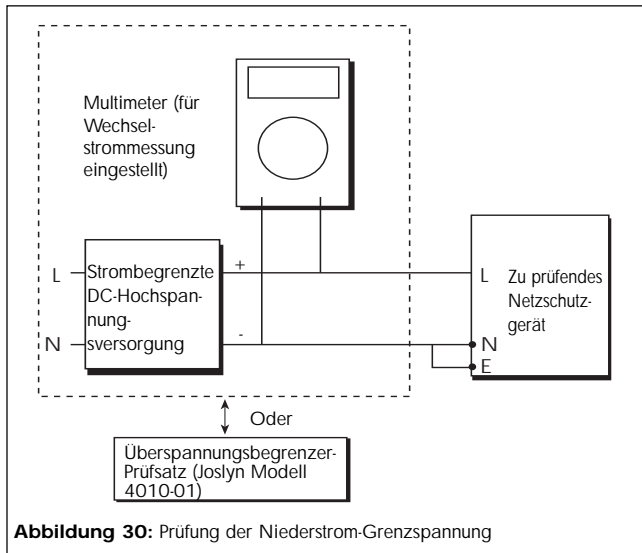 Multimeter (für
Wechsel-
strommessung
eingestellt)
L
Strombegrenzte
DC-Hochspan-
nung-
sversorgung
N
+
-
L
Zu prüfendes
Netzschutz-
gerät
N
E
Oder
Überspannungsbegrenzer-
Prüfsatz (Joslyn Modell
4010-01)
Abbildung 30: Prüfung der Niederstrom-Grenzspannung